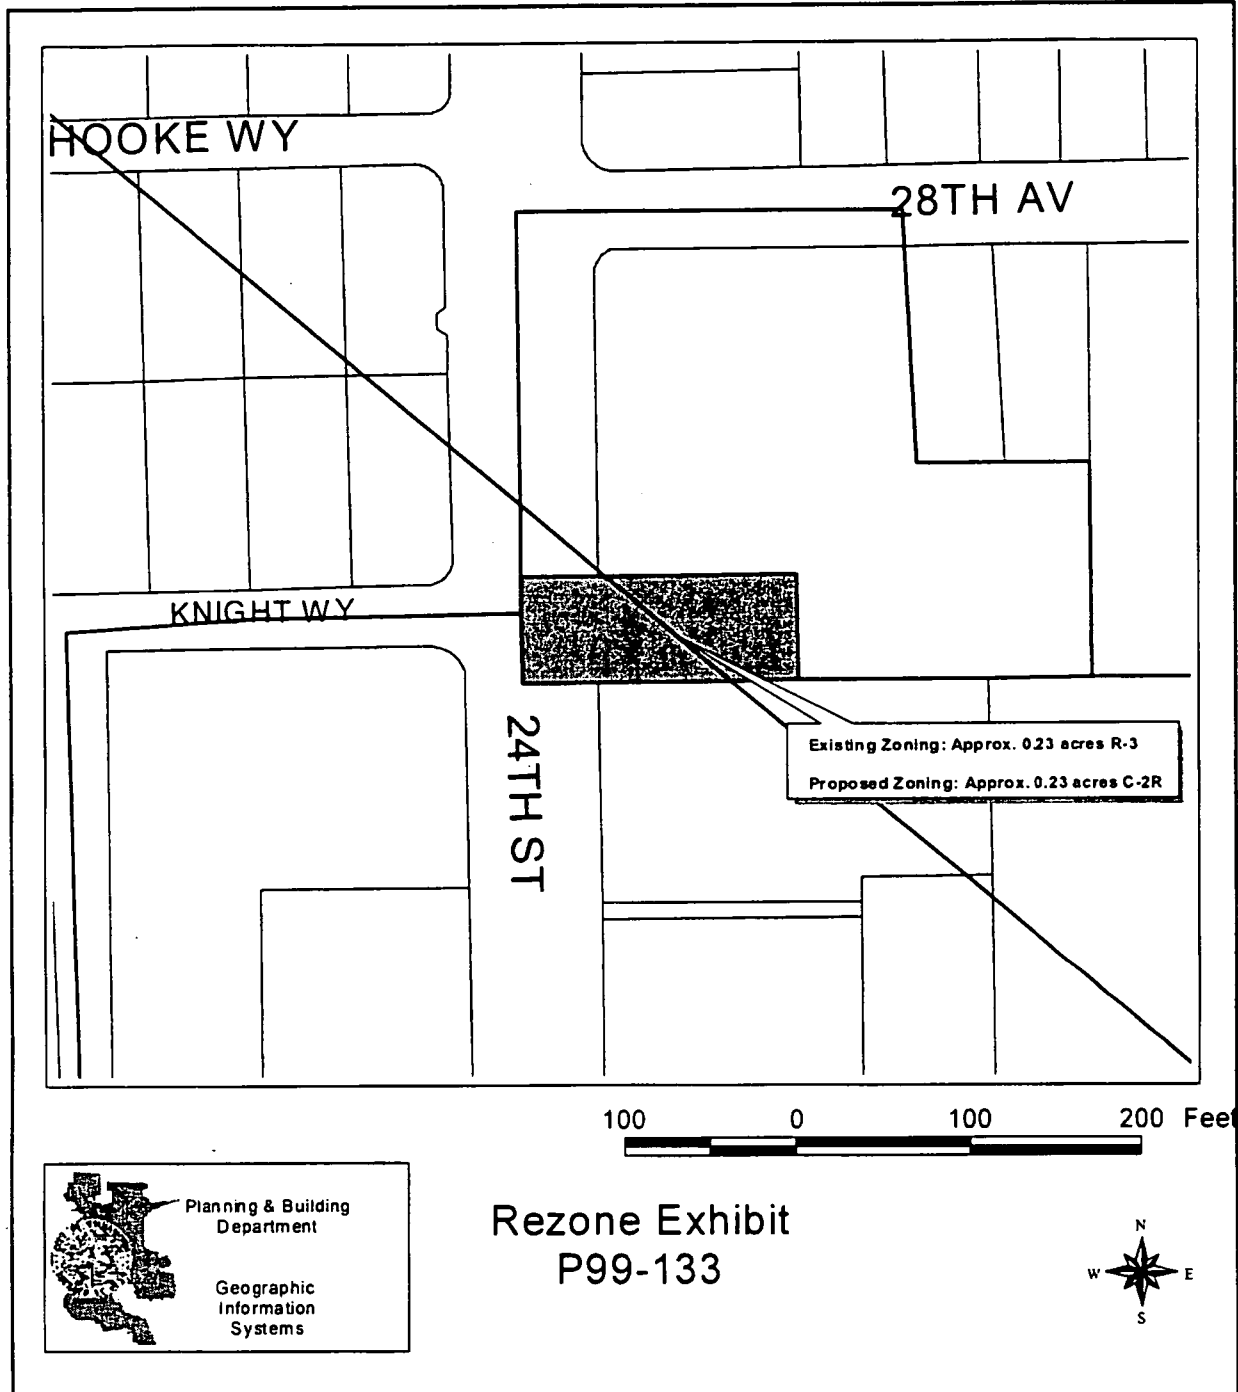 HOOKE WY
28TH AV
KNIGHT WY
24TH ST
Existing Zoning: Approx. 0.23 acres R-3
Proposed Zoning: Approx. 0.23 acres C-2R
100 0 100 200 Feet
Planning & Building
Department
Geographic
Information
Systems
Rezone Exhibit
P99-133
N
W E
S